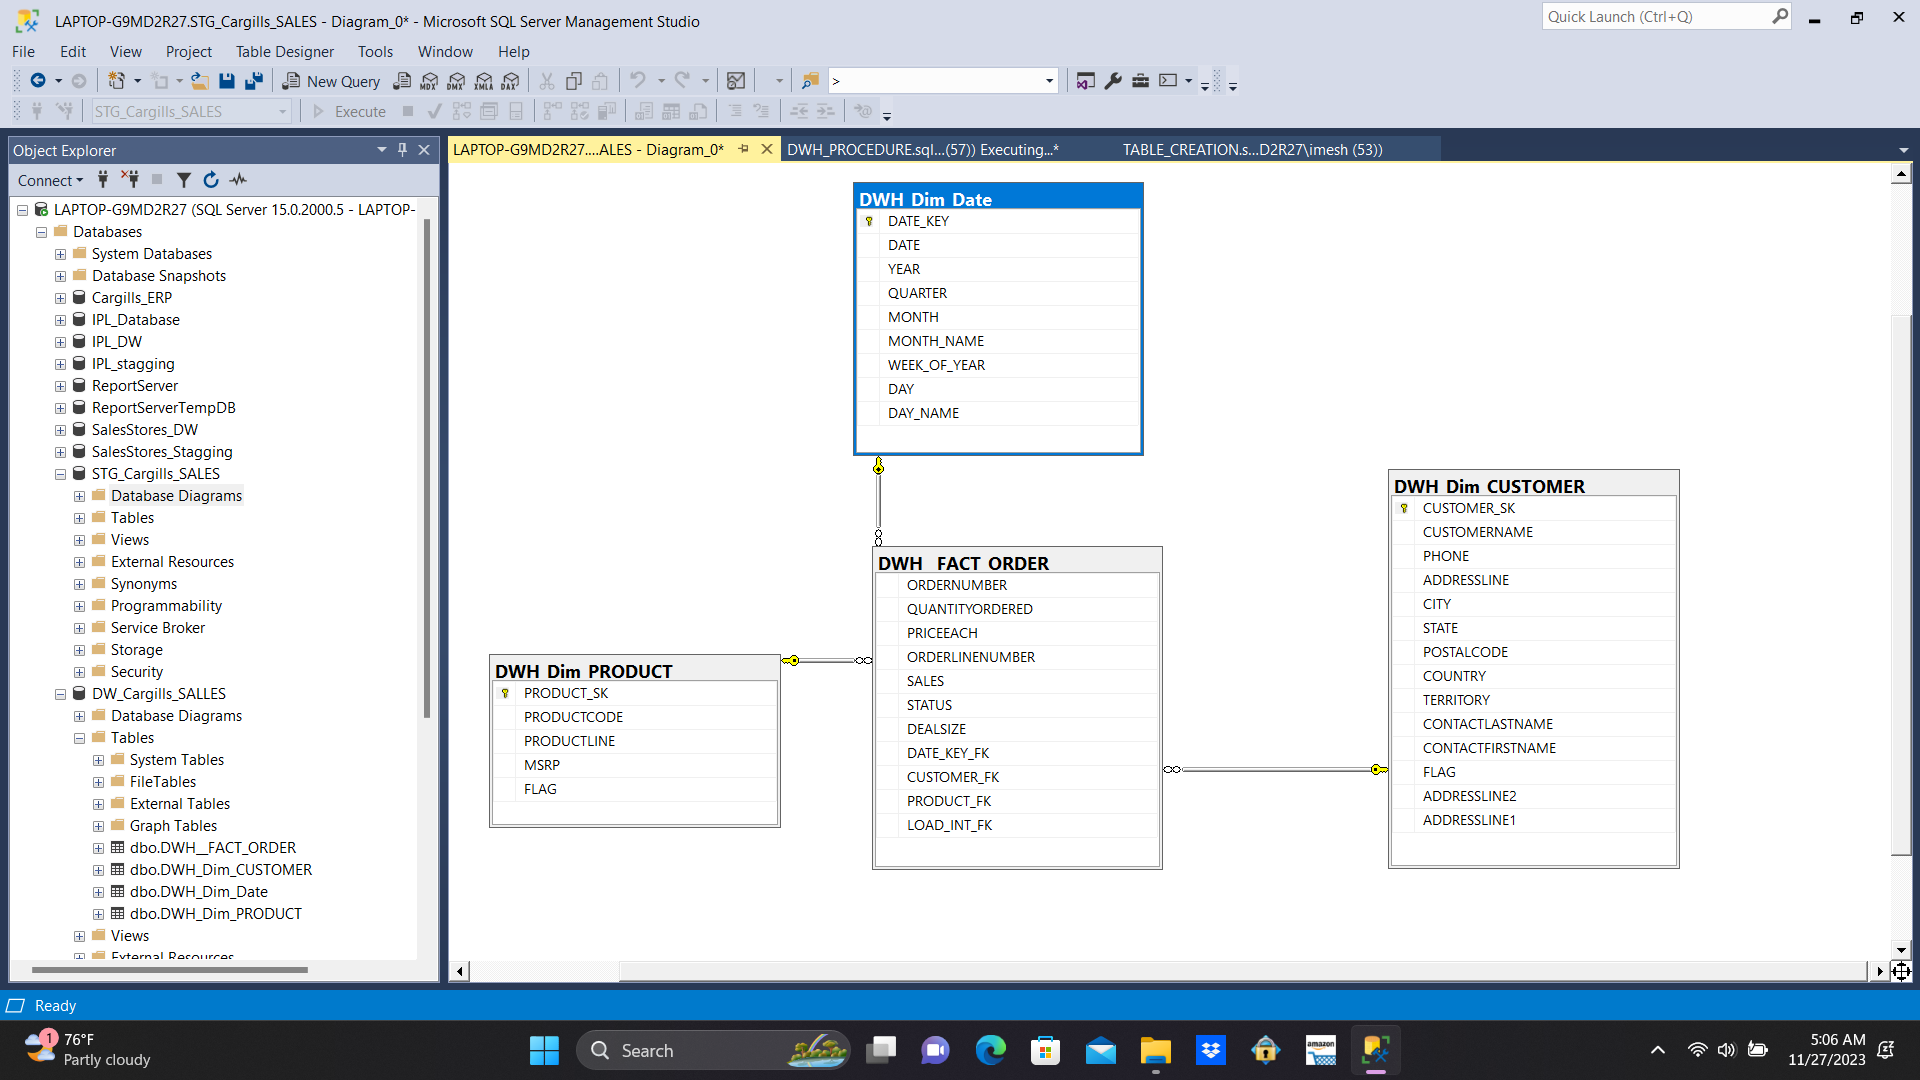 LAPTOP-G9MD2R27.STG_Cargills_SALES - Diagram_0* - Microsoft SQL Server Management Studio
Quick Launch (Ctrl+Q)
File Edit View Project Table Designer Tools Window Help
New Query
MDX DMX XMLA DAX
>
STG_Cargills_SALES
Execute
Object Explorer
Connect
LAPTOP-G9MD2R27 (SQL Server 15.0.2000.5 - LAPTOP-
Databases
System Databases
Database Snapshots
Cargills_ERP
IPL_Database
IPL_DW
IPL_stagging
ReportServer
ReportServerTempDB
SalesStores_DW
SalesStores_Stagging
STG_Cargills_SALES
Database Diagrams
Tables
Views
External Resources
Synonyms
Programmability
Service Broker
Storage
Security
DW_Cargills_SALLES
Database Diagrams
Tables
System Tables
FileTables
External Tables
Graph Tables
dbo.DWH__FACT_ORDER
dbo.DWH_Dim_CUSTOMER
dbo.DWH_Dim_Date
dbo.DWH_Dim_PRODUCT
Views
External Resources
LAPTOP-G9MD2R27....ALES - Diagram_0*
DWH_PROCEDURE.sql...(57)) Executing...*
TABLE_CREATION.s...D2R27\imesh (53))
DWH_Dim_Date
DATE_KEY
DATE
YEAR
QUARTER
MONTH
MONTH_NAME
WEEK_OF_YEAR
DAY
DAY_NAME
DWH__FACT_ORDER
ORDERNUMBER
QUANTITYORDERED
PRICEEACH
ORDERLINENUMBER
SALES
STATUS
DEALSIZE
DATE_KEY_FK
CUSTOMER_FK
PRODUCT_FK
LOAD_INT_FK
DWH_Dim_PRODUCT
PRODUCT_SK
PRODUCTCODE
PRODUCTLINE
MSRP
FLAG
DWH_Dim_CUSTOMER
CUSTOMER_SK
CUSTOMERNAME
PHONE
ADDRESSLINE
CITY
STATE
POSTALCODE
COUNTRY
TERRITORY
CONTACTLASTNAME
CONTACTFIRSTNAME
FLAG
ADDRESSLINE2
ADDRESSLINE1
Ready
1
76°F
Partly cloudy
Search
amazon
5:06 AM
11/27/2023